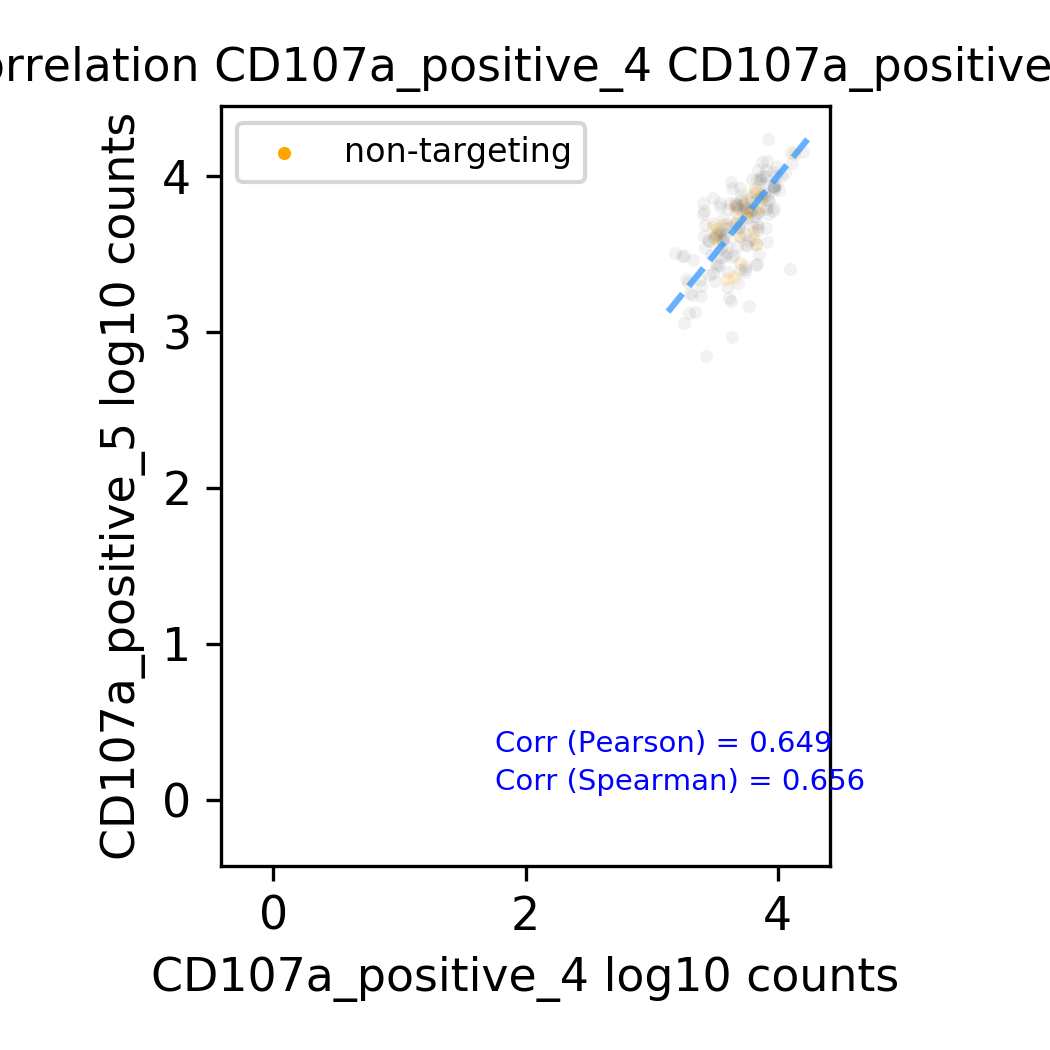 orrelation CD107a_positive_4 CD107a_positive
non-targeting
CD107a_positive_5 log10 counts
4
3
2
1
0
Corr (Pearson) = 0.649
Corr (Spearman) = 0.656
0 2 4
CD107a_positive_4 log10 counts